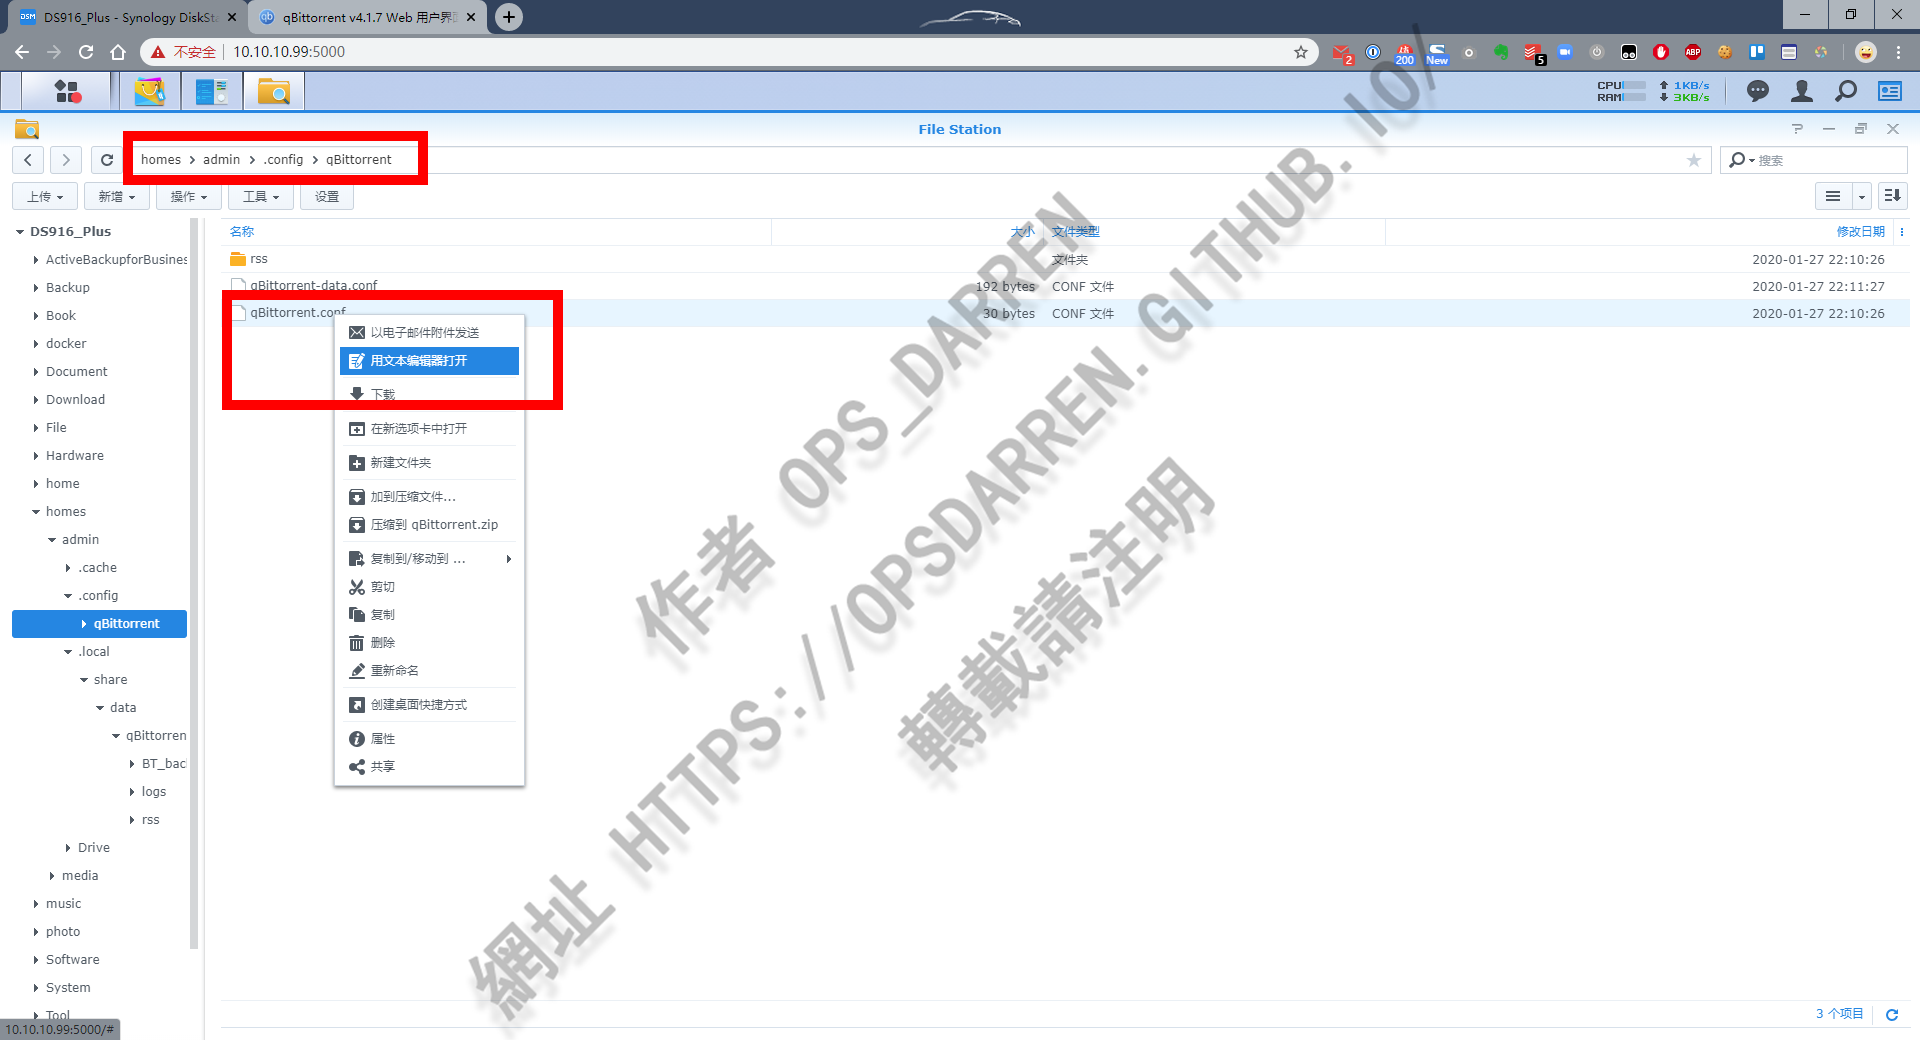 DS916_Plus - Synology DiskSta
qBittorrent v4.1.7 Web 用户界
不安全
10.10.10.99:5000
2
200
New
5
ABP
CPU
RAM
1KB/s
3KB/s
File Station
homes > admin > .config > qBittorrent
搜索
上传
新增
操作
工具
设置
DS916_Plus
ActiveBackupforBusines
Backup
Book
docker
Document
Download
File
Hardware
home
homes
admin
.cache
.config
qBittorrent
.local
share
data
qBittorren
BT_bac
logs
rss
Drive
media
music
photo
Software
System
Tool
10.10.10.99:5000/#
名称 大小 文件类型 修改日期
rss 文件夹 2020-01-27 22:10:26
qBittorrent-data.conf 192 bytes CONF 文件 2020-01-27 22:11:27
qBittorrent.conf 30 bytes CONF 文件 2020-01-27 22:10:26
以电子邮件附件发送
用文本编辑器打开
下载
在新选项卡中打开
新建文件夹
加到压缩文件...
压缩到 qBittorrent.zip
复制到/移动到 ...
剪切
复制
删除
重新命名
创建桌面快捷方式
属性
共享
作者 OPS_DARREN
網址 HTTPS://OPSDARREN.GITHUB.IO/
轉載請注明
3 个项目